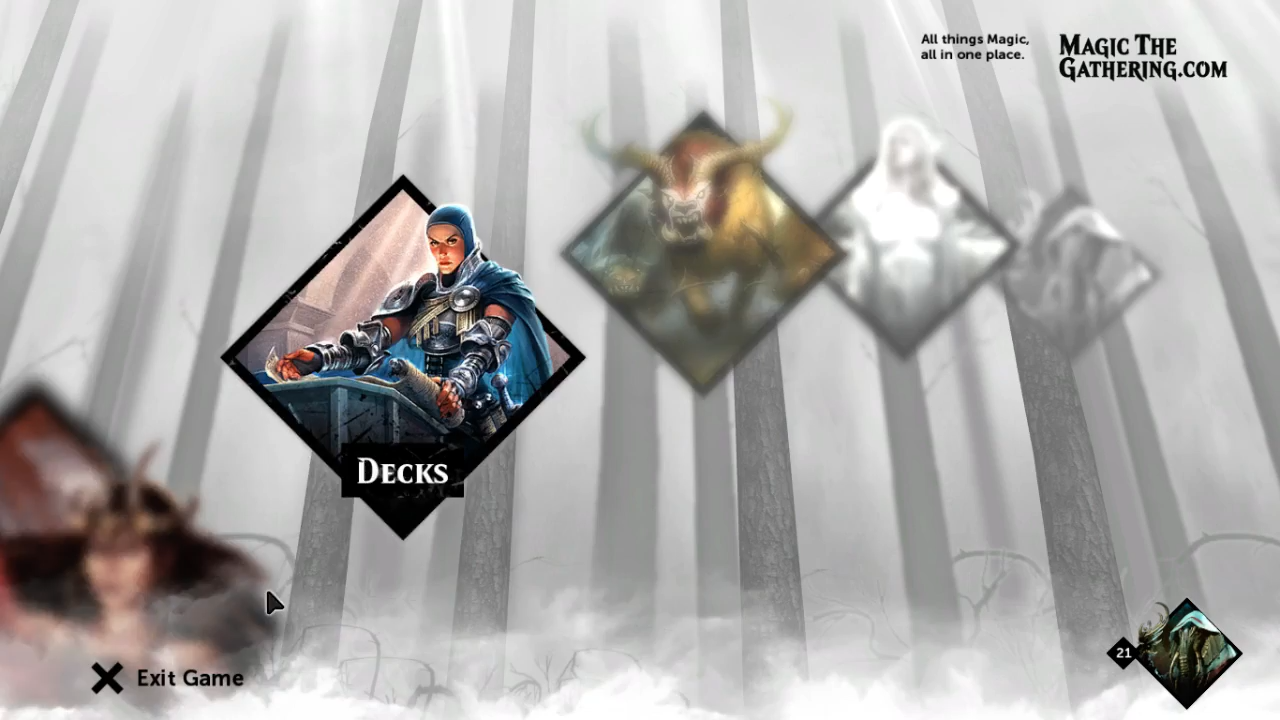 All things Magic,
all in one place.
Magic The
Gathering.com
Decks
Exit Game
21